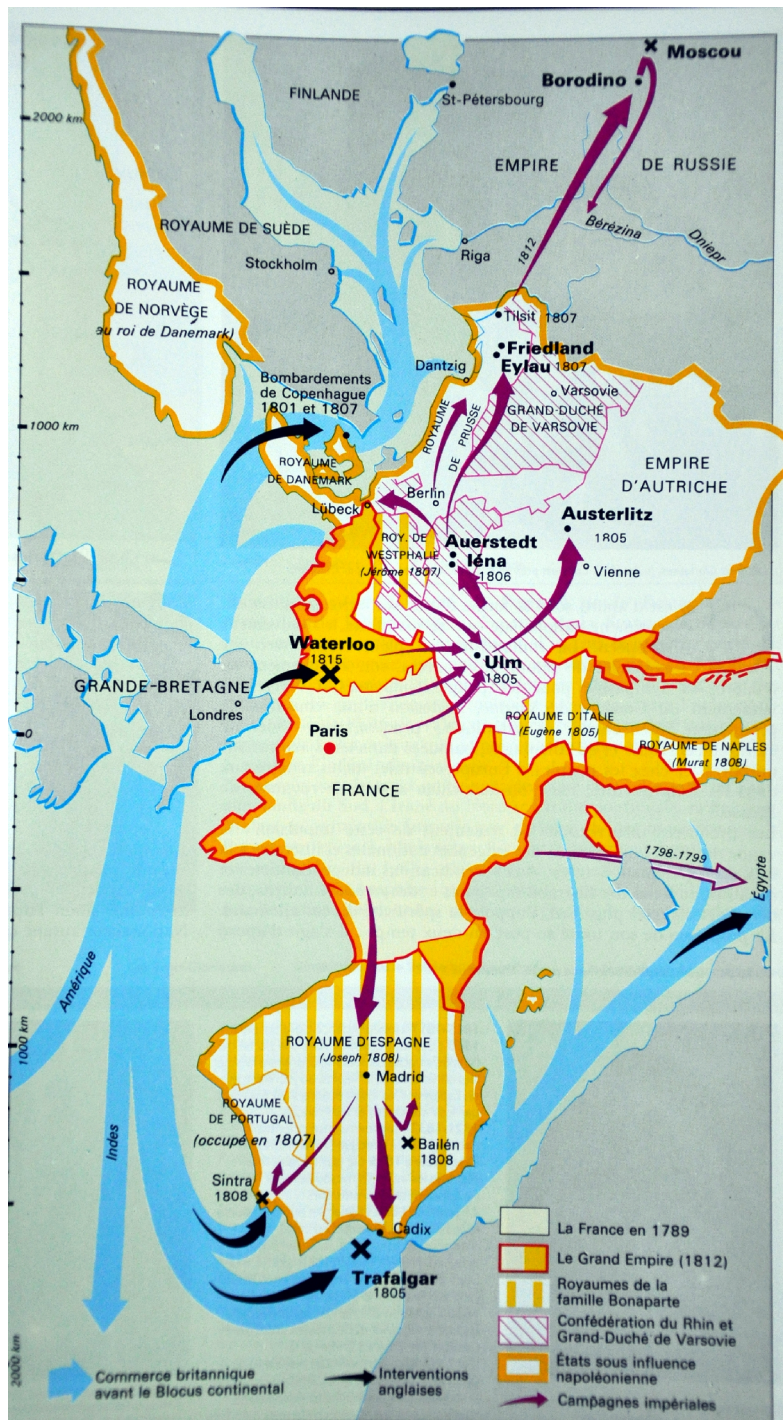 Moscou
Borodino
FINLANDE
St-Pétersbourg
2000 km
EMPIRE
DE RUSSIE
ROYAUME DE SUÈDE
Bérézina
Dniepr
1812
Riga
Stockholm
ROYAUME
DE NORVÈGE
au roi de Danemark)
Tilsit 1807
Friedland
Eylau 1807
Dantzig
Bombardements
de Copenhague
1801 et 1807
Varsovie
GRAND-DUCHÉ
DE VARSOVIE
ROYAUME
DE PRUSSE
1000 km
EMPIRE
D'AUTRICHE
ROYAUME
DE DANEMARK
Berlin
Lübeck
Austerlitz
1805
ROY. DE
WESTPHALIE
(Jérôme 1807)
Auerstedt
Iéna
1806
Vienne
Waterloo
1815
Ulm
1805
GRANDE-BRETAGNE
Londres
ROYAUME D'ITALIE
(Eugène 1805)
Paris
0
ROYAUME DE NAPLES
(Murat 1808)
FRANCE
1798-1799
Égypte
Amérique
1000 km
ROYAUME D'ESPAGNE
(Joseph 1808)
Madrid
ROYAUME
DE PORTUGAL
(occupé en 1807)
Bailén
1808
Indes
Sintra
1808
Cadix
Trafalgar
1805
La France en 1789
Le Grand Empire (1812)
Royaumes de la
famille Bonaparte
Confédération du Rhin et
Grand-Duché de Varsovie
États sous influence
napoléonienne
2000 km
Commerce britannique
avant le Blocus continental
Interventions
anglaises
Campagnes impériales